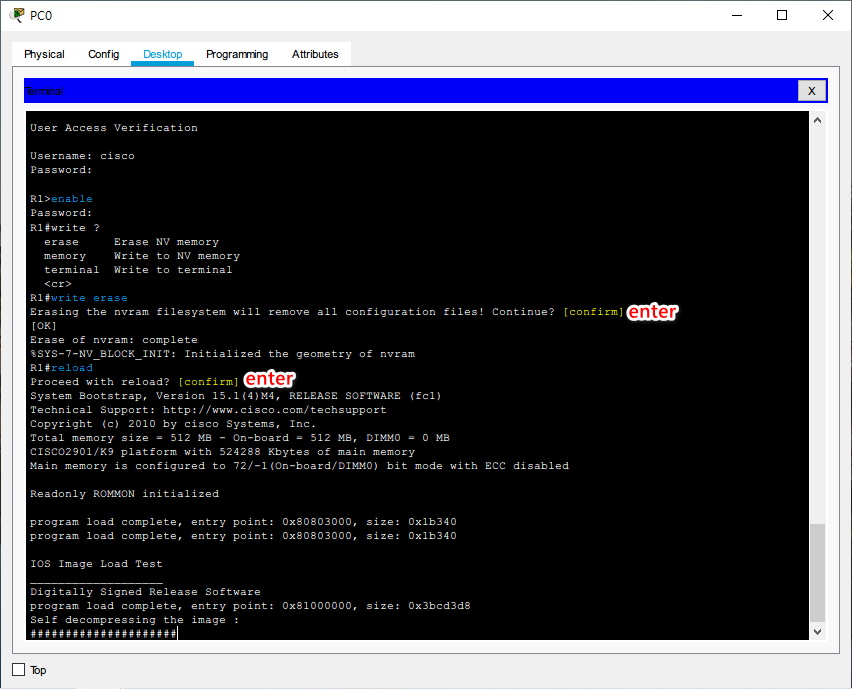 PC0
Physical Config Desktop Programming Attributes
Terminal X
User Access Verification
Username: cisco
Password:
R1>enable
Password:
R1#write ?
erase Erase NV memory
memory Write to NV memory
terminal Write to terminal
<cr>
R1#write erase
Erasing the nvram filesystem will remove all configuration files! Continue? [confirm] enter
[OK]
Erase of nvram: complete
%SYS-7-NV_BLOCK_INIT: Initialized the geometry of nvram
R1#reload
Proceed with reload? [confirm] enter
System Bootstrap, Version 15.1(4)M4, RELEASE SOFTWARE (fc1)
Technical Support: http://www.cisco.com/techsupport
Copyright (c) 2010 by cisco Systems, Inc.
Total memory size = 512 MB - On-board = 512 MB, DIMM0 = 0 MB
CISCO2901/K9 platform with 524288 Kbytes of main memory
Main memory is configured to 72/-1(On-board/DIMM0) bit mode with ECC disabled
Readonly ROMMON initialized
program load complete, entry point: 0x80803000, size: 0x1b340
program load complete, entry point: 0x80803000, size: 0x1b340
IOS Image Load Test
___________________
Digitally Signed Release Software
program load complete, entry point: 0x81000000, size: 0x3bcd3d8
Self decompressing the image :
#####################
Top